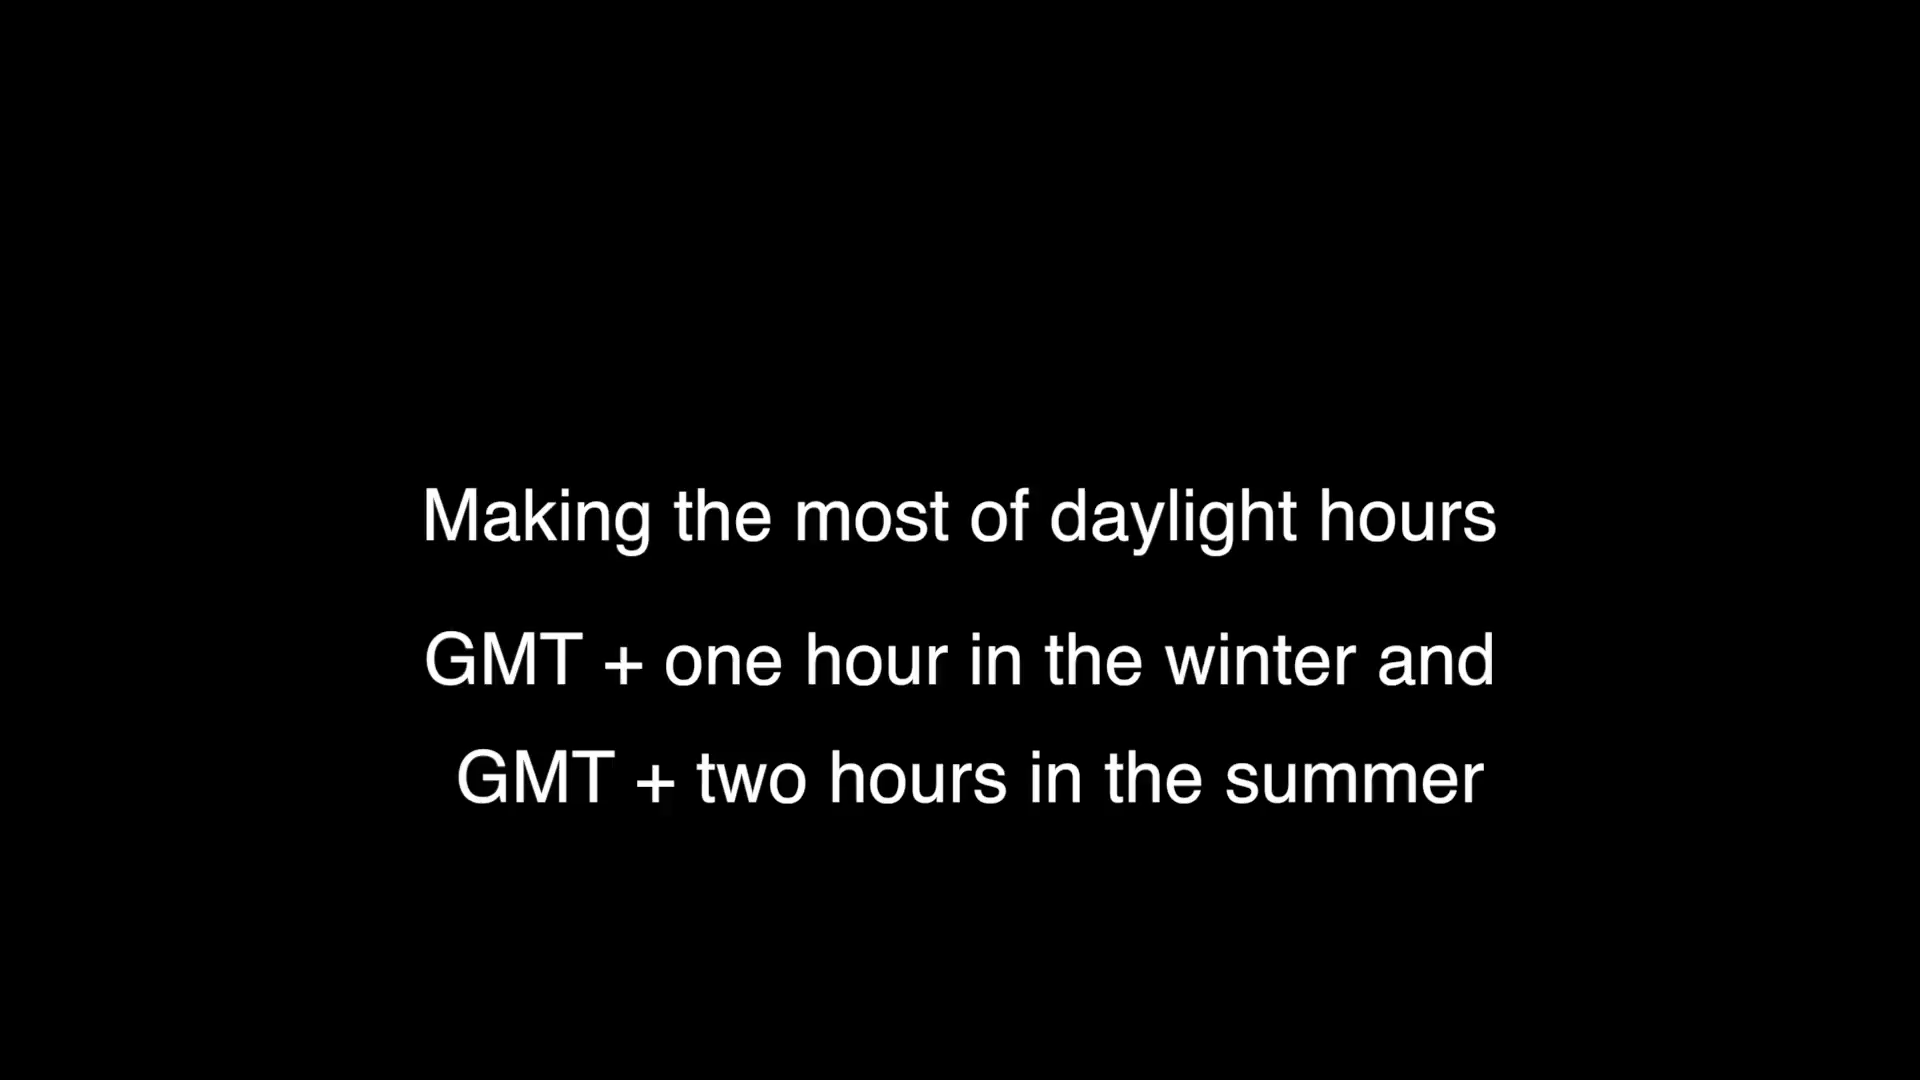 Making the most of daylight hours
GMT + one hour in the winter and
GMT + two hours in the summer